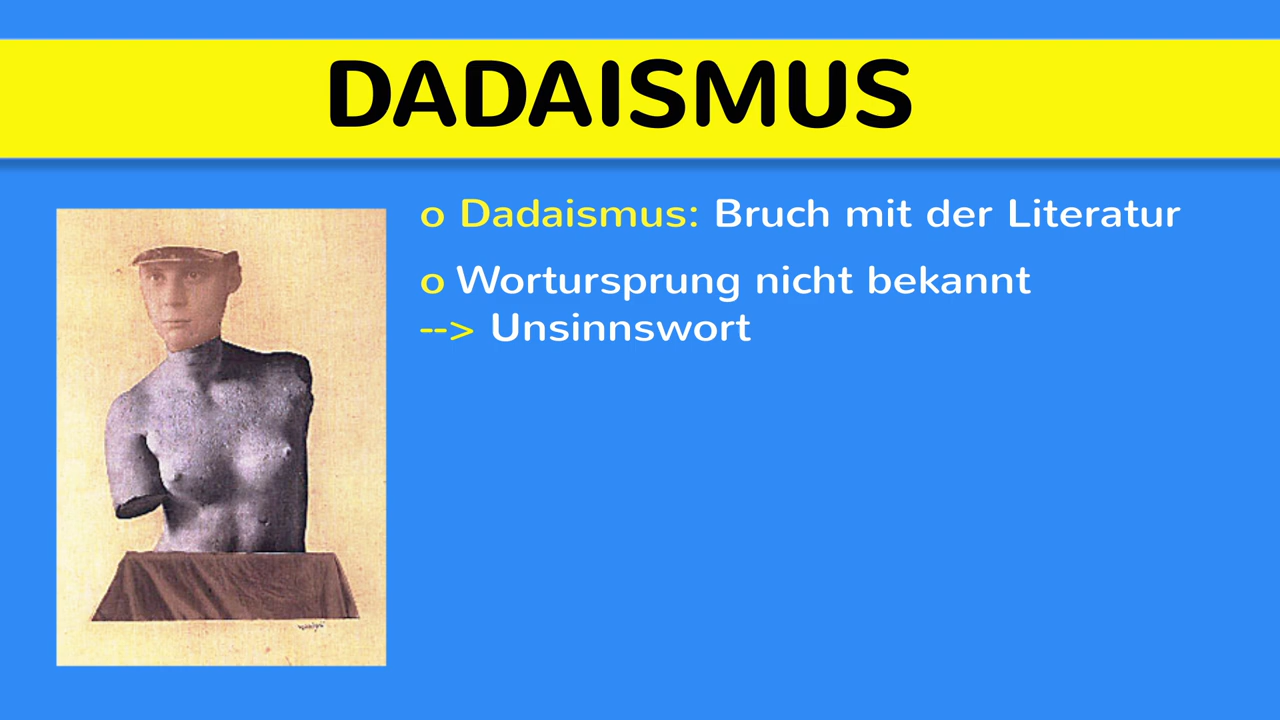 DADAISMUS
o Dadaismus: Bruch mit der Literatur
o Wortursprung nicht bekannt
--> Unsinnswort